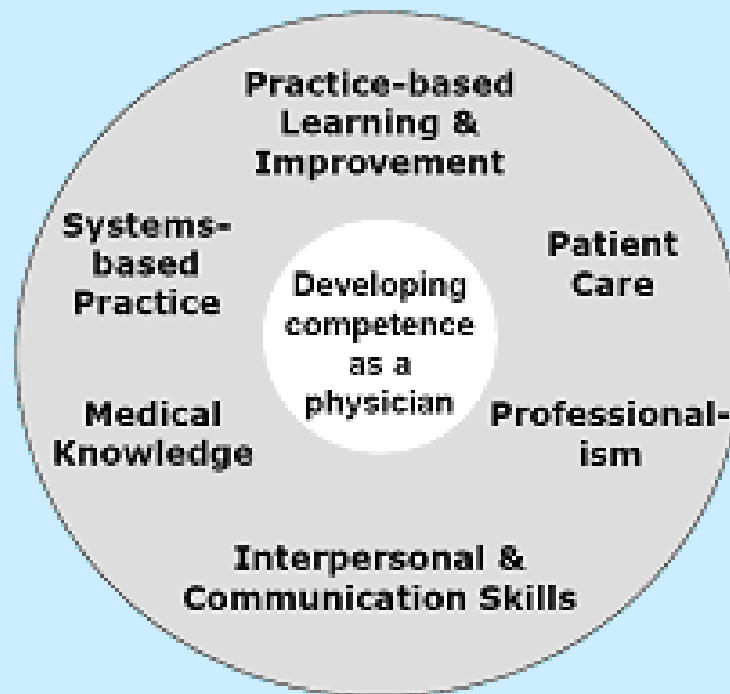 Practice-based
Learning &
Improvement
Systems-
based
Practice
Patient
Care
Developing
competence
as a
physician
Medical
Knowledge
Professional-
ism
Interpersonal &
Communication Skills